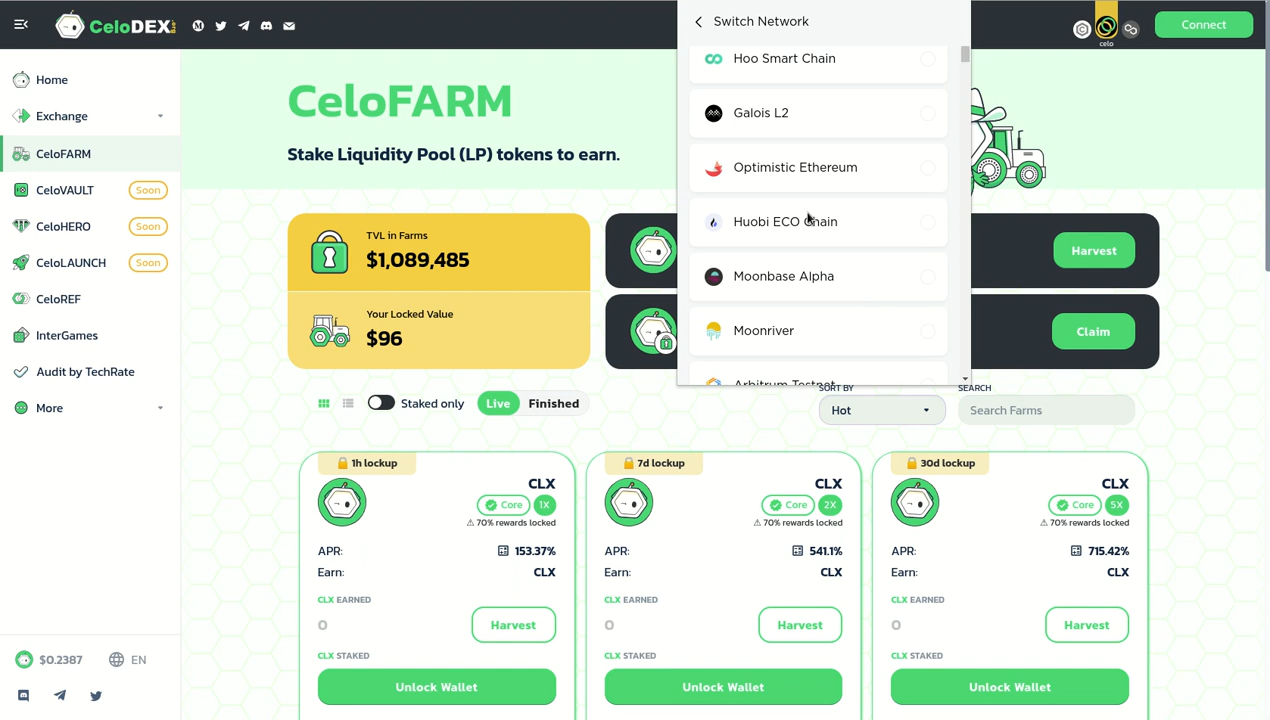 CeloDEX
Switch Network
celo
Connect
Home
Exchange
CeloFARM
CeloVAULT Soon
CeloHERO Soon
CeloLAUNCH Soon
CeloREF
InterGames
Audit by TechRate
More
$0.2387
EN
CeloFARM
Stake Liquidity Pool (LP) tokens to earn.
Hoo Smart Chain
Galois L2
Optimistic Ethereum
Huobi ECO Chain
Moonbase Alpha
Moonriver
Arbitrum Testnet
TVL in Farms
$1,089,485
Your Locked Value
$96
Harvest
Claim
Staked only
Live
Finished
SORT BY
Hot
SEARCH
Search Farms
1h lockup
CLX
Core 1X
⚠ 70% rewards locked
APR: 153.37%
Earn: CLX
CLX EARNED
0
Harvest
CLX STAKED
Unlock Wallet
7d lockup
CLX
Core 2X
⚠ 70% rewards locked
APR: 541.1%
Earn: CLX
CLX EARNED
0
Harvest
CLX STAKED
Unlock Wallet
30d lockup
CLX
Core 5X
⚠ 70% rewards locked
APR: 715.42%
Earn: CLX
CLX EARNED
0
Harvest
CLX STAKED
Unlock Wallet